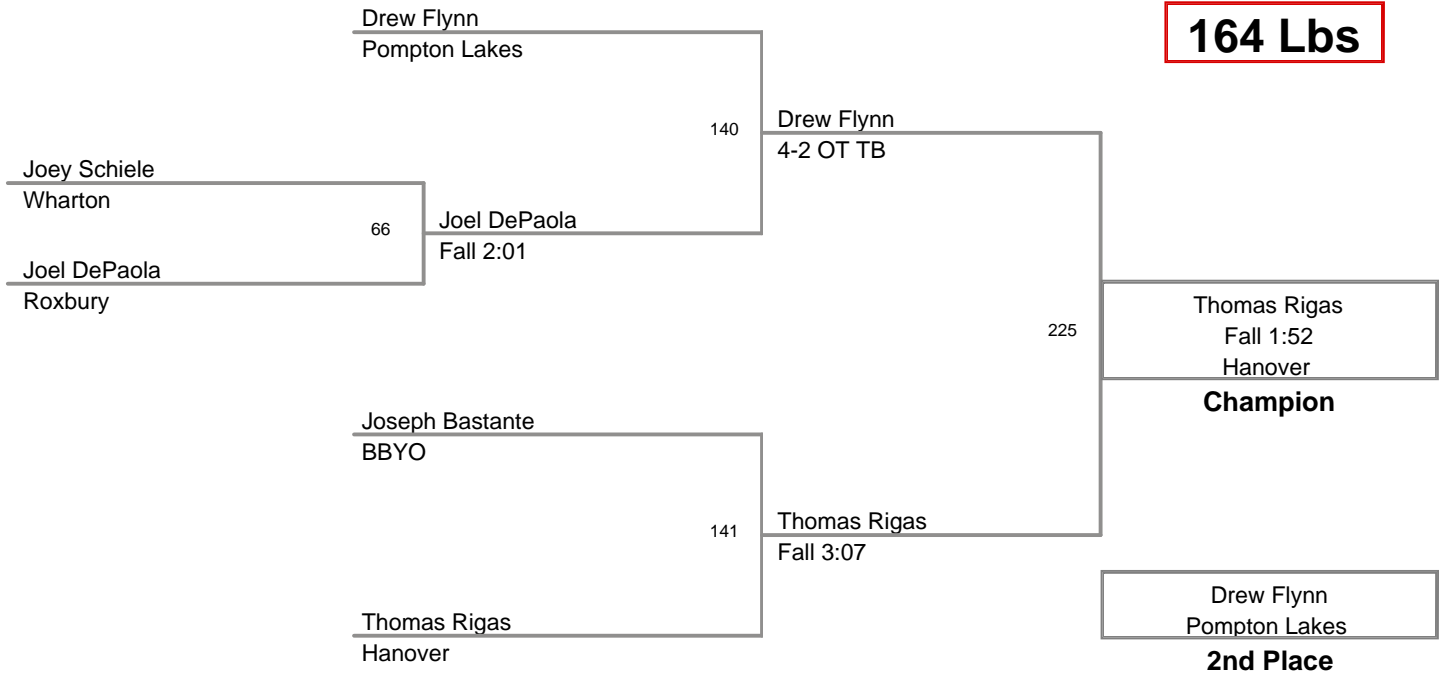 Drew Flynn
Pompton Lakes
164 Lbs
140
Drew Flynn
4-2 OT TB
Joey Schiele
Wharton
66
Joel DePaola
Fall 2:01
Joel DePaola
Roxbury
225
Thomas Rigas
Fall 1:52
Hanover
Champion
Joseph Bastante
BBYO
141
Thomas Rigas
Fall 3:07
Thomas Rigas
Hanover
Drew Flynn
Pompton Lakes
2nd Place